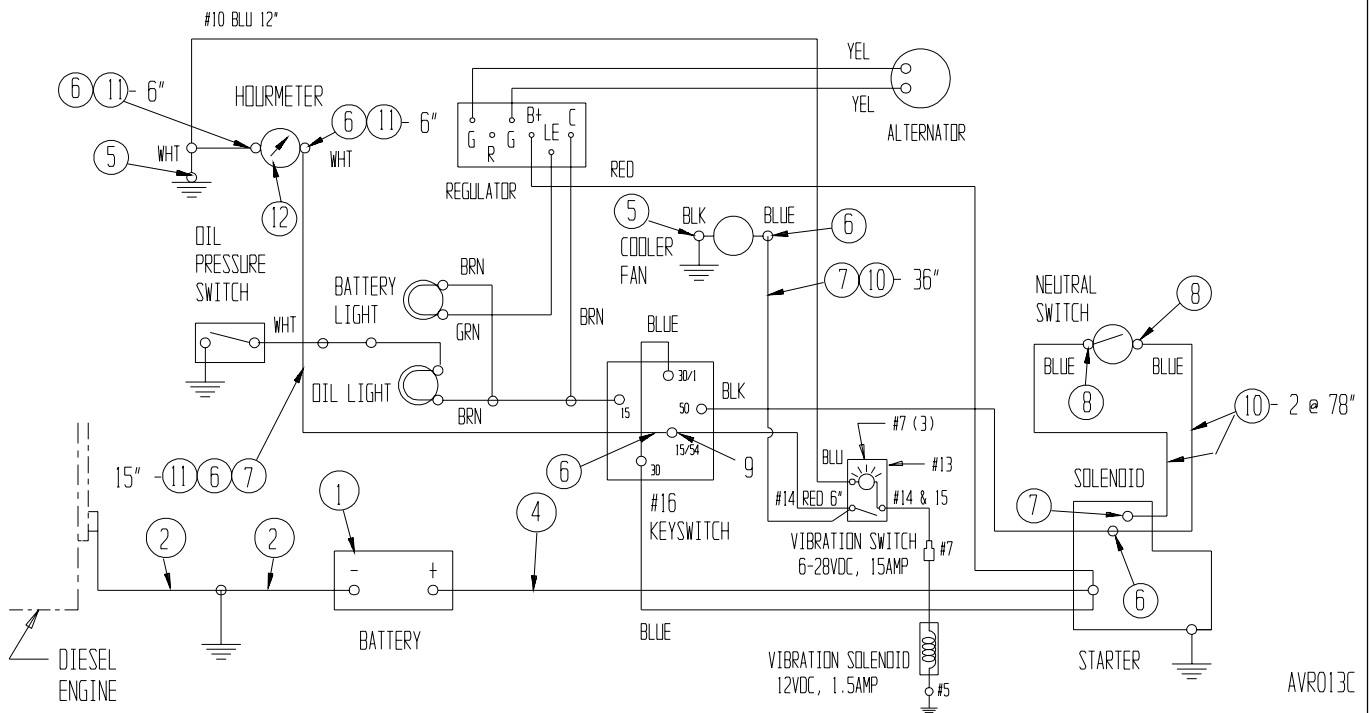 #10 BLU 12"
YEL
YEL
ALTERNATOR
6 11 - 6"
HOURMETER
6 11 - 6"
WHT
WHT
5
12
G R G B+ LE C
REGULATOR
RED
5
BLK
BLUE
6
COOLER
FAN
7 10 - 36"
OIL
PRESSURE
SWITCH
BATTERY
LIGHT
BRN
GRN
BRN
NEUTRAL
SWITCH
8
WHT
BLUE
BLUE
BLUE
8
OIL LIGHT
BRN
30/1
15
50
BLK
15/54
30
10 - 2 @ 78"
6
9
#7 (3)
#13
BLU
15" - 11 6 7
1
#16
KEYSWITCH
#14 RED 6"
#14 & 15
SOLENOID
7
2
2
4
VIBRATION SWITCH
6-28VDC, 15AMP
#7
6
- +
BATTERY
BLUE
DIESEL
ENGINE
VIBRATION SOLENOID
12VDC, 1.5AMP
#5
STARTER
AVR013C